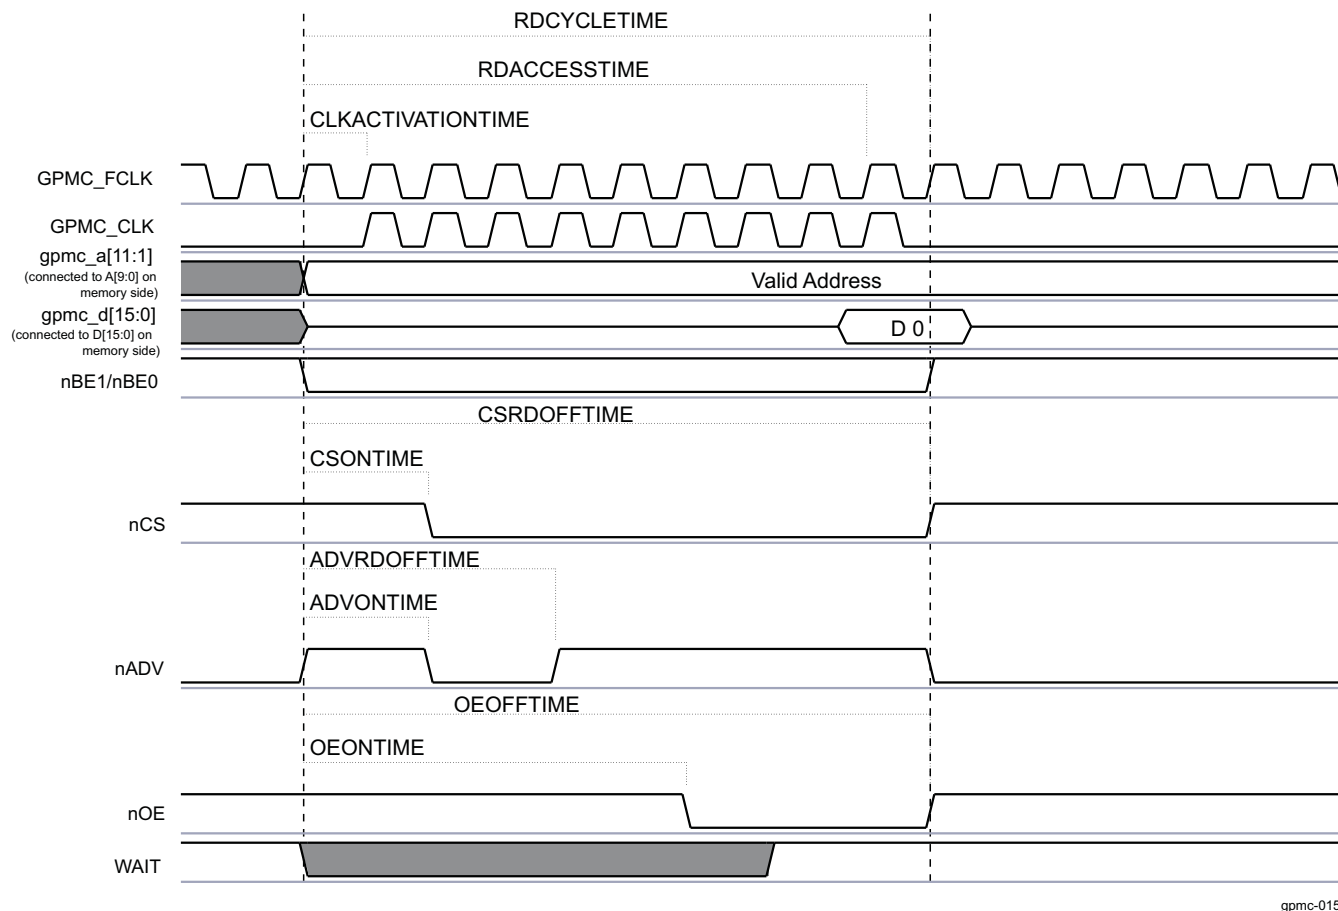 RDCYCLETIME
RDACCESSTIME
CLKACTIVATIONTIME
GPMC_FCLK
GPMC_CLK
gpmc_a[11:1]
(connected to A[9:0] on
memory side)
Valid Address
gpmc_d[15:0]
(connected to D[15:0] on
memory side)
D 0
nBE1/nBE0
CSRDOFFTIME
CSONTIME
nCS
ADVRDOFFTIME
ADVONTIME
nADV
OEOFFTIME
OEONTIME
nOE
WAIT
gpmc-015